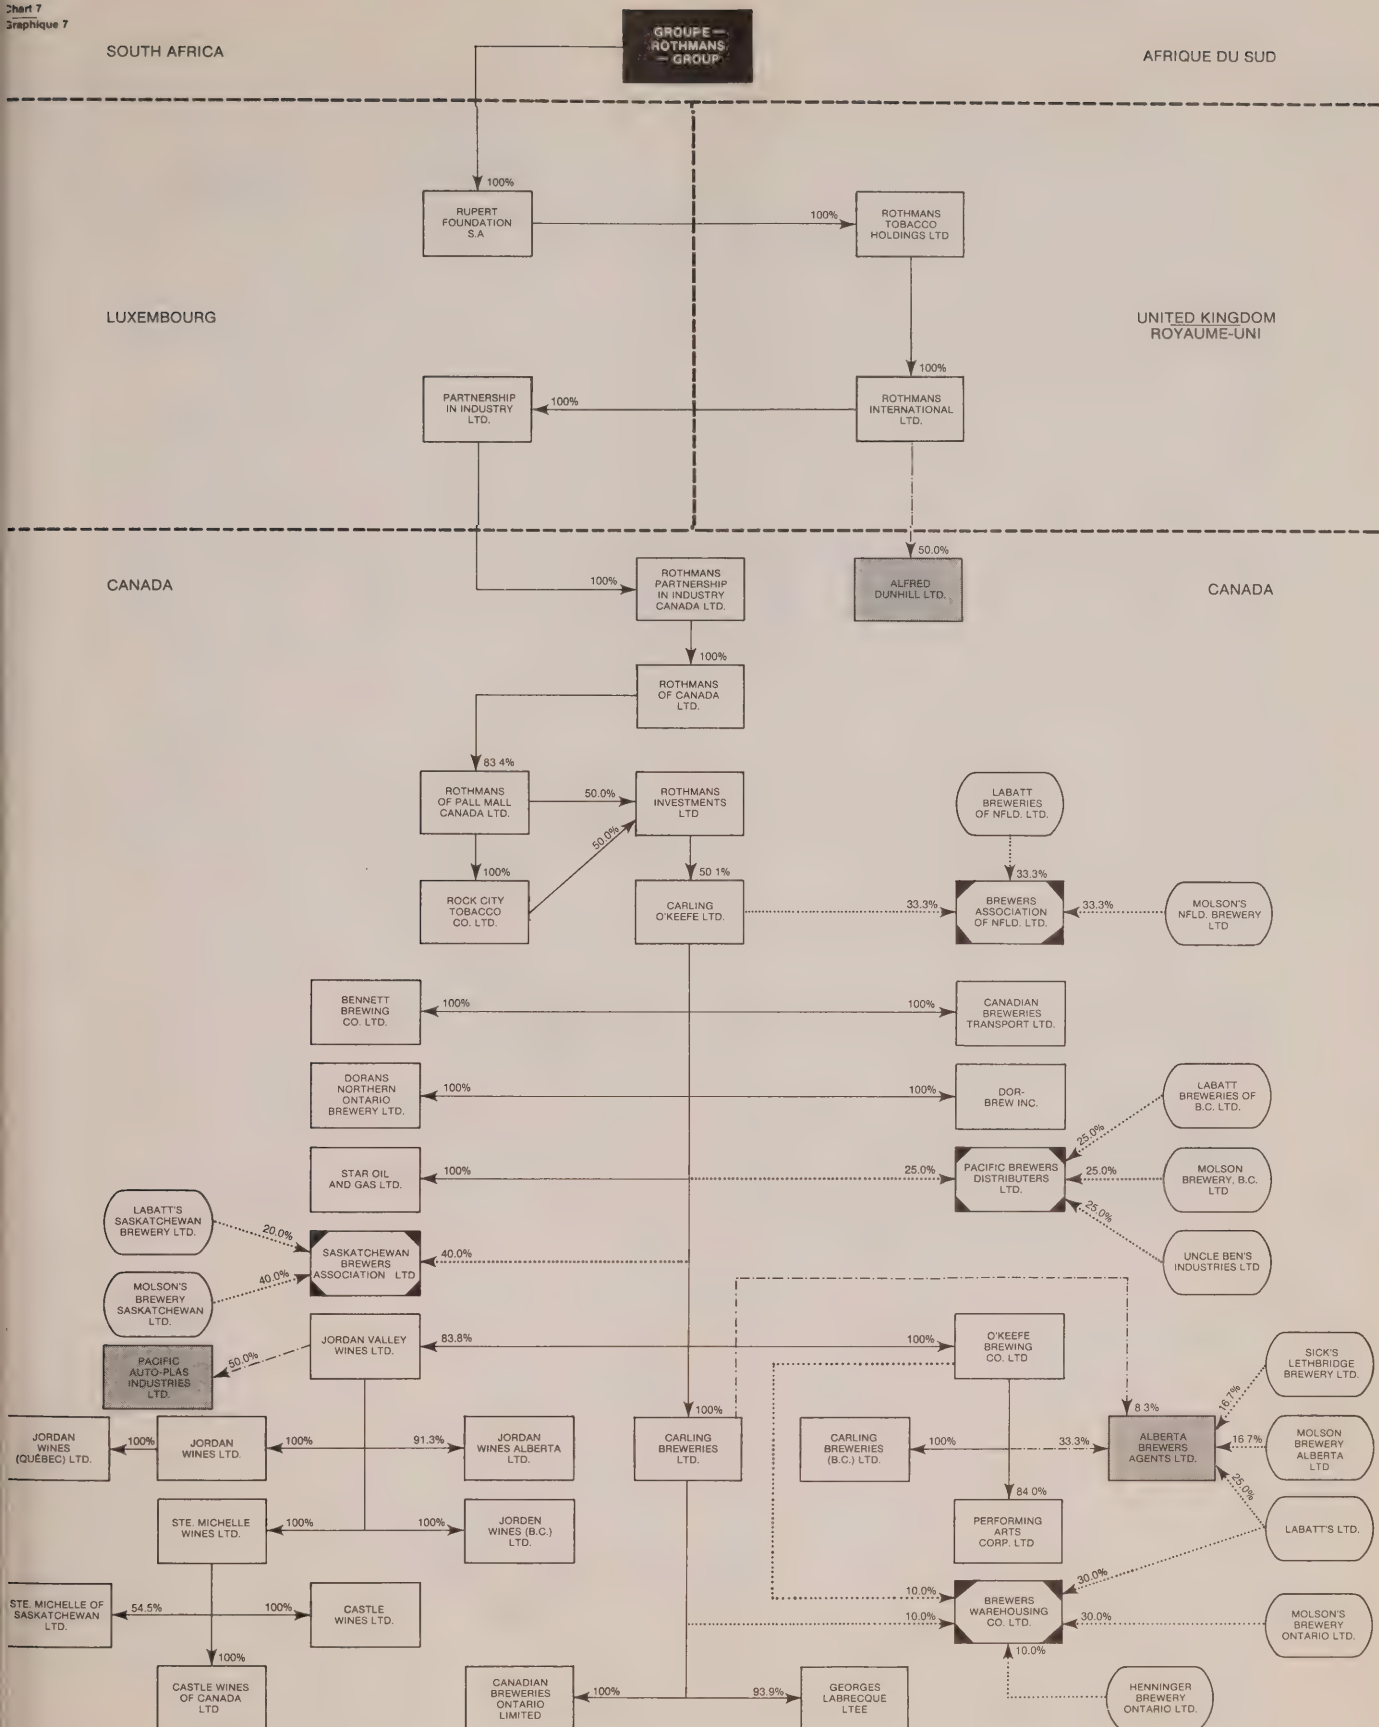 Chart 7
Graphique 7
SOUTH AFRICA
GROUPE —
ROTHMANS
— GROUP
AFRIQUE DU SUD
100%
RUPERT
FOUNDATION
S.A
100%
ROTHMANS
TOBACCO
HOLDINGS LTD
LUXEMBOURG
UNITED KINGDOM
ROYAUME-UNI
100%
PARTNERSHIP
IN INDUSTRY
LTD.
100%
ROTHMANS
INTERNATIONAL
LTD.
50.0%
CANADA
100%
ROTHMANS
PARTNERSHIP
IN INDUSTRY
CANADA LTD.
ALFRED
DUNHILL LTD.
CANADA
100%
ROTHMANS
OF CANADA
LTD.
83 4%
ROTHMANS
OF PALL MALL
CANADA LTD.
50.0%
ROTHMANS
INVESTMENTS
LTD
LABATT
BREWERIES
OF NFLD. LTD.
50.0%
100%
50 1%
33.3%
ROCK CITY
TOBACCO
CO. LTD.
CARLING
O'KEEFE LTD.
33.3%
BREWERS
ASSOCIATION
OF NFLD. LTD.
33.3%
MOLSON'S
NFLD. BREWERY
LTD
BENNETT
BREWING
CO. LTD.
100%
100%
CANADIAN
BREWERIES
TRANSPORT LTD.
DORANS
NORTHERN
ONTARIO
BREWERY LTD.
100%
100%
DOR-
BREW INC.
LABATT
BREWERIES OF
B.C. LTD.
25.0%
STAR OIL
AND GAS LTD.
100%
25.0%
PACIFIC BREWERS
DISTRIBUTERS
LTD.
25.0%
MOLSON
BREWERY, B.C.
LTD
25.0%
LABATT'S
SASKATCHEWAN
BREWERY LTD.
20.0%
SASKATCHEWAN
BREWERS
ASSOCIATION LTD
40.0%
UNCLE BEN'S
INDUSTRIES LTD
MOLSON'S
BREWERY
SASKATCHEWAN
LTD.
40.0%
JORDAN VALLEY
WINES LTD.
83.8%
100%
O'KEEFE
BREWING
CO. LTD
PACIFIC
AUTO-PLAS
INDUSTRIES
LTD.
50.0%
SICK'S
LETHBRIDGE
BREWERY LTD.
16.7%
100%
8 3%
JORDAN
WINES
(QUÉBEC) LTD.
100%
JORDAN
WINES LTD.
100%
91.3%
JORDAN
WINES ALBERTA
LTD.
CARLING
BREWERIES
LTD.
CARLING
BREWERIES
(B.C.) LTD.
100%
33.3%
ALBERTA
BREWERS
AGENTS LTD.
16 7%
MOLSON
BREWERY
ALBERTA
LTD
25.0%
84 0%
STE. MICHELLE
WINES LTD.
100%
100%
JORDEN
WINES (B.C.)
LTD.
PERFORMING
ARTS
CORP. LTD
LABATT'S LTD.
30.0%
STE. MICHELLE OF
SASKATCHEWAN
LTD.
54.5%
100%
CASTLE
WINES LTD.
10.0%
10.0%
BREWERS
WAREHOUSING
CO. LTD.
30.0%
MOLSON'S
BREWERY
ONTARIO LTD.
10.0%
100%
CASTLE WINES
OF CANADA
LTD
CANADIAN
BREWERIES
ONTARIO
LIMITED
100%
93.9%
GEORGES
LABRECQUE
LTEE
HENNINGER
BREWERY
ONTARIO LTD.